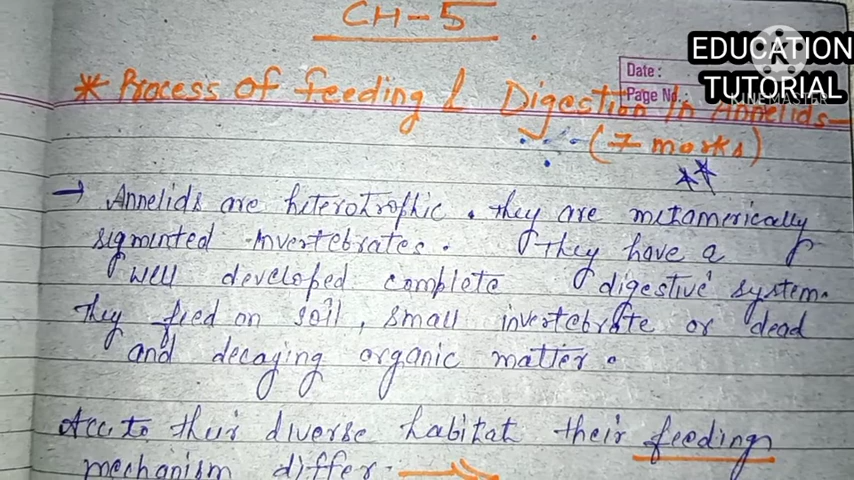 CH-5
EDUCATION
TUTORIAL
KINEMASTER
Date:
Page No.:
* Process of feeding & Digestion In Annelids-
(7 marks)
→ Annelids are heterotrophic. They are metamerically
segmented invertebrates. They have a
well developed complete digestive system.
They feed on soil, small invertebrate or dead
and decaying organic matter.
Acc. to their diverse habitat their feeding
mechanism differ. →